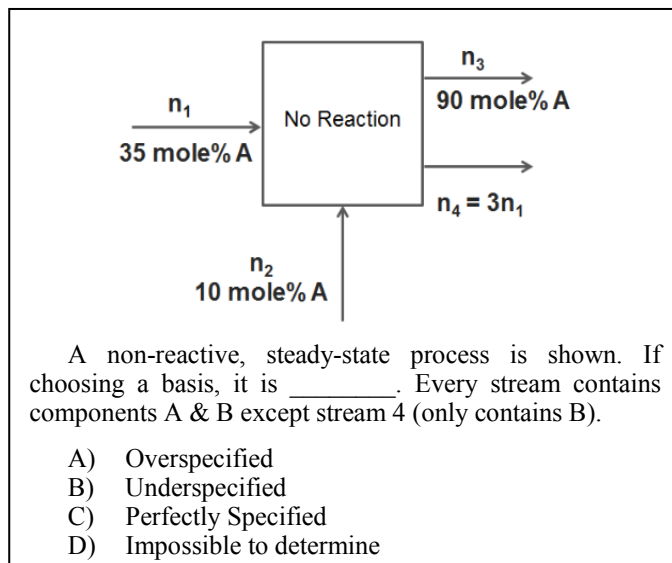 n₃
n₁
No Reaction
90 mole% A
35 mole% A
n₄ = 3n₁
n₂
10 mole% A
A non-reactive, steady-state process is shown. If
choosing a basis, it is ________. Every stream contains
components A & B except stream 4 (only contains B).
A) Overspecified
B) Underspecified
C) Perfectly Specified
D) Impossible to determine